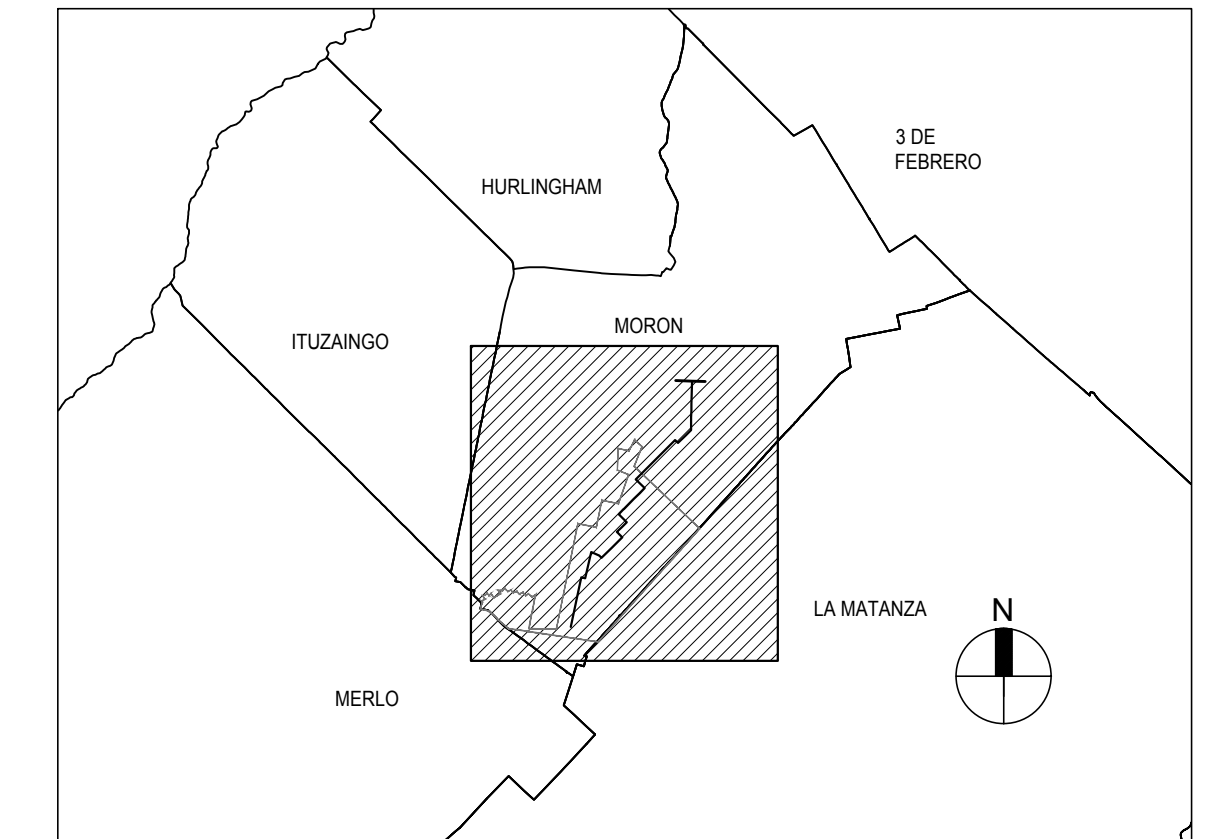 3 DE
FEBRERO
HURLINGHAM
MORON
ITUZAINGO
LA MATANZA
N
MERLO